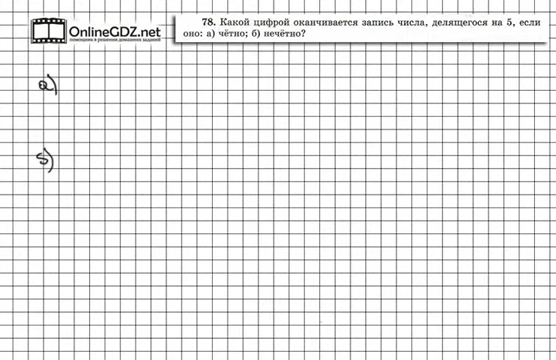 OnlineGDZ.net
помощник в решении домашних заданий
78. Какой цифрой оканчивается запись числа, делящегося на 5, если
оно: а) чётно; б) нечётно?
а)
б)